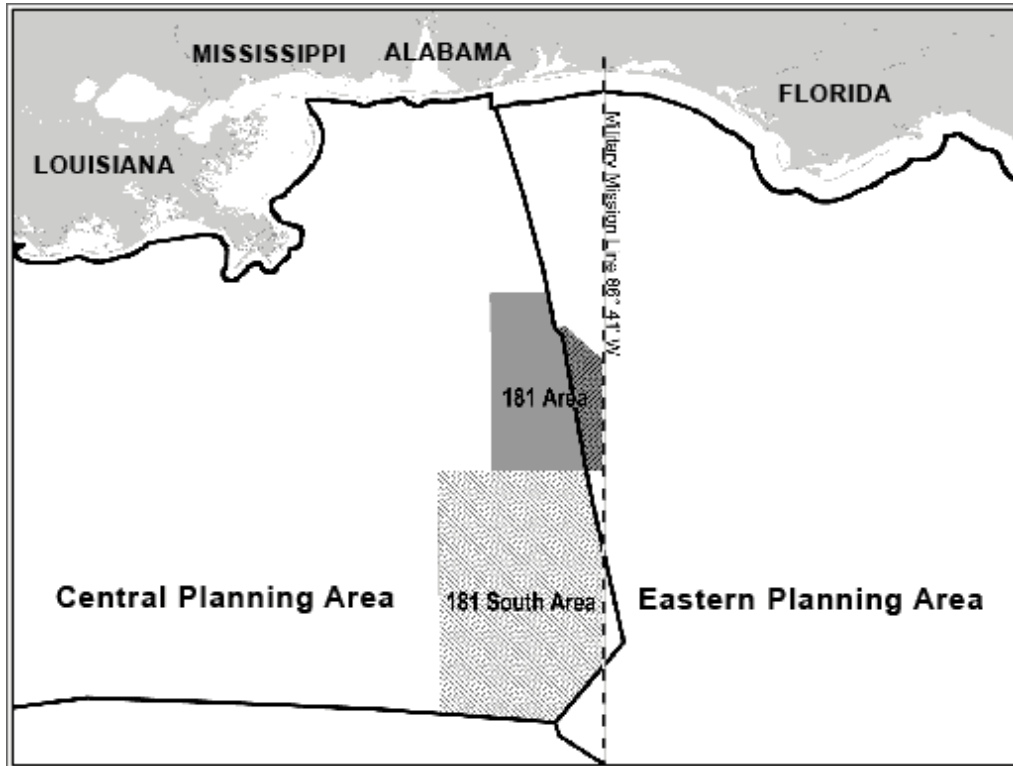 MISSISSIPPI
ALABAMA
FLORIDA
LOUISIANA
Military Mission Line 86° 41' W
181 Area
Central Planning Area
181 South Area
Eastern Planning Area